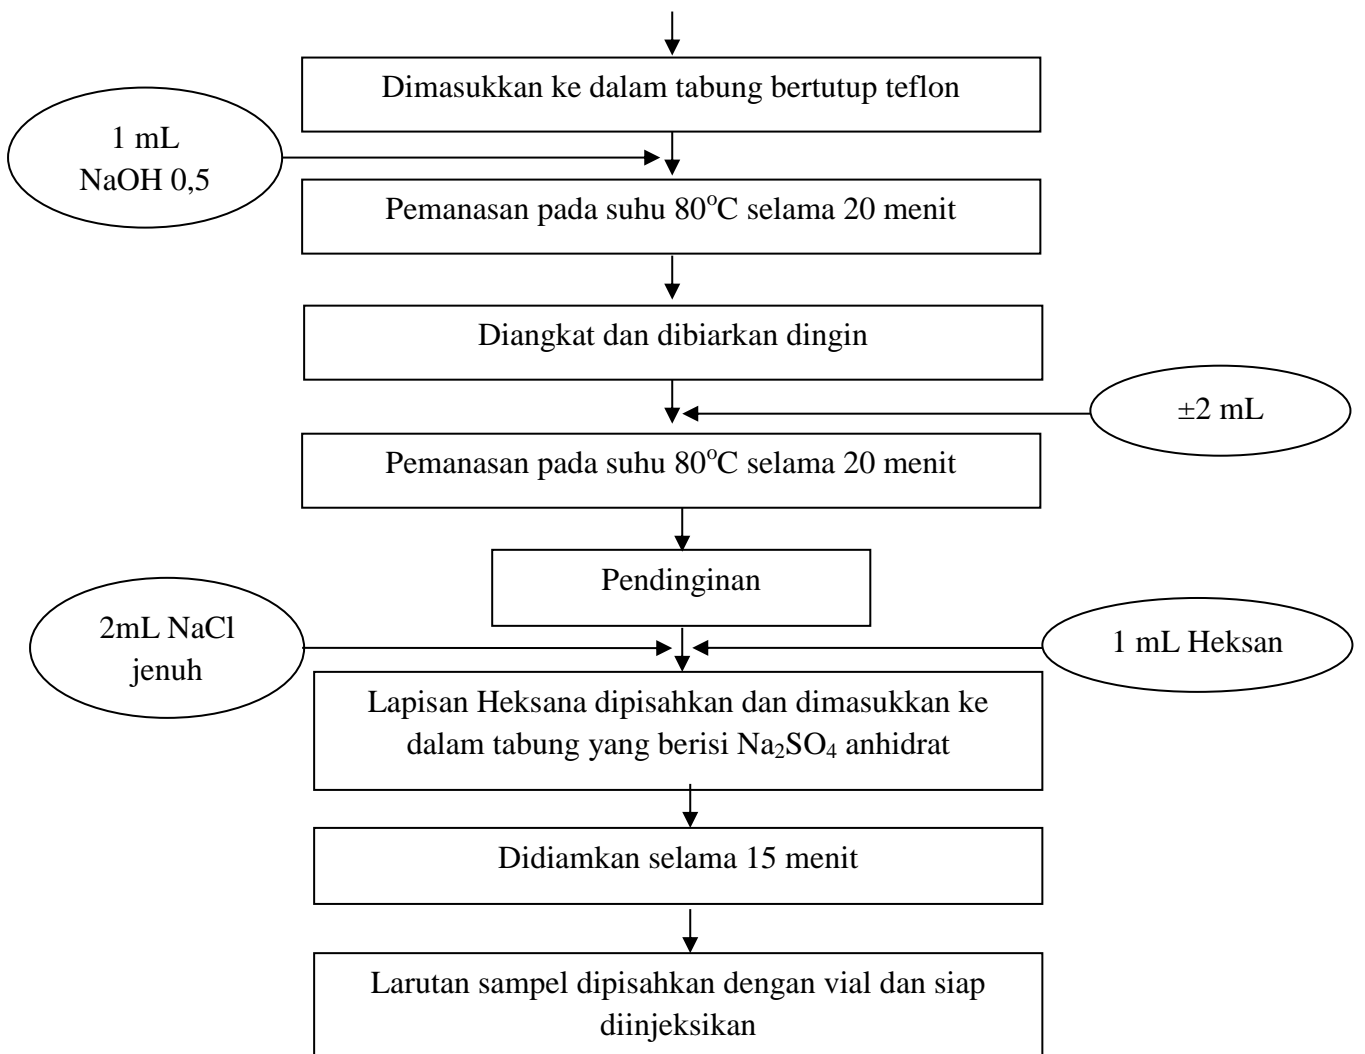 Dimasukkan ke dalam tabung bertutup teflon
1 mL
NaOH 0,5
Pemanasan pada suhu 80°C selama 20 menit
Diangkat dan dibiarkan dingin
±2 mL
Pemanasan pada suhu 80°C selama 20 menit
Pendinginan
2mL NaCl
jenuh
1 mL Heksan
Lapisan Heksana dipisahkan dan dimasukkan ke
dalam tabung yang berisi Na₂SO₄ anhidrat
Didiamkan selama 15 menit
Larutan sampel dipisahkan dengan vial dan siap
diinjeksikan